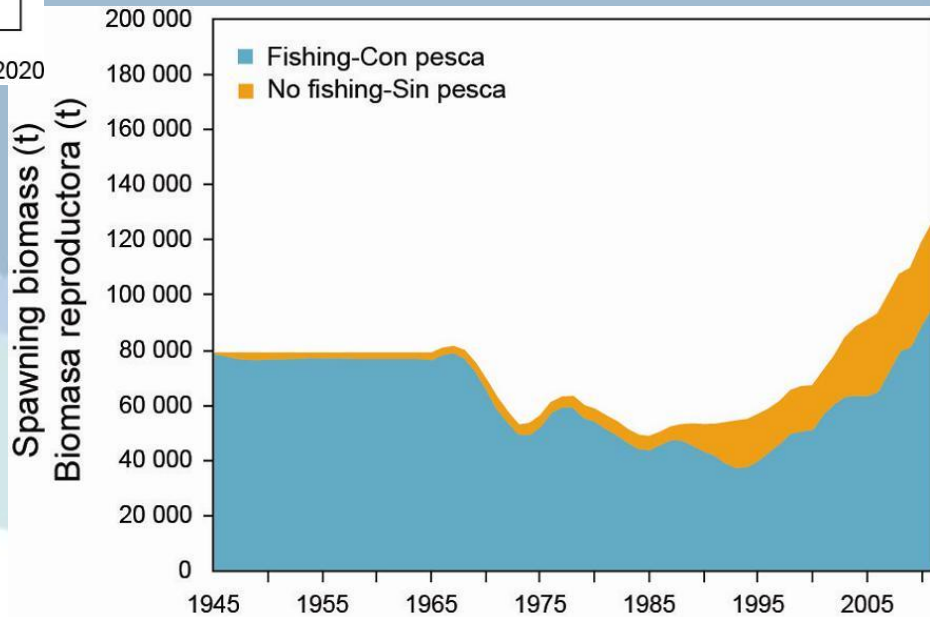 2020
Spawning biomass (t)
Biomasa reproductora (t)
200 000
180 000
160 000
140 000
120 000
100 000
80 000
60 000
40 000
20 000
0
Fishing-Con pesca
No fishing-Sin pesca
1945 1955 1965 1975 1985 1995 2005